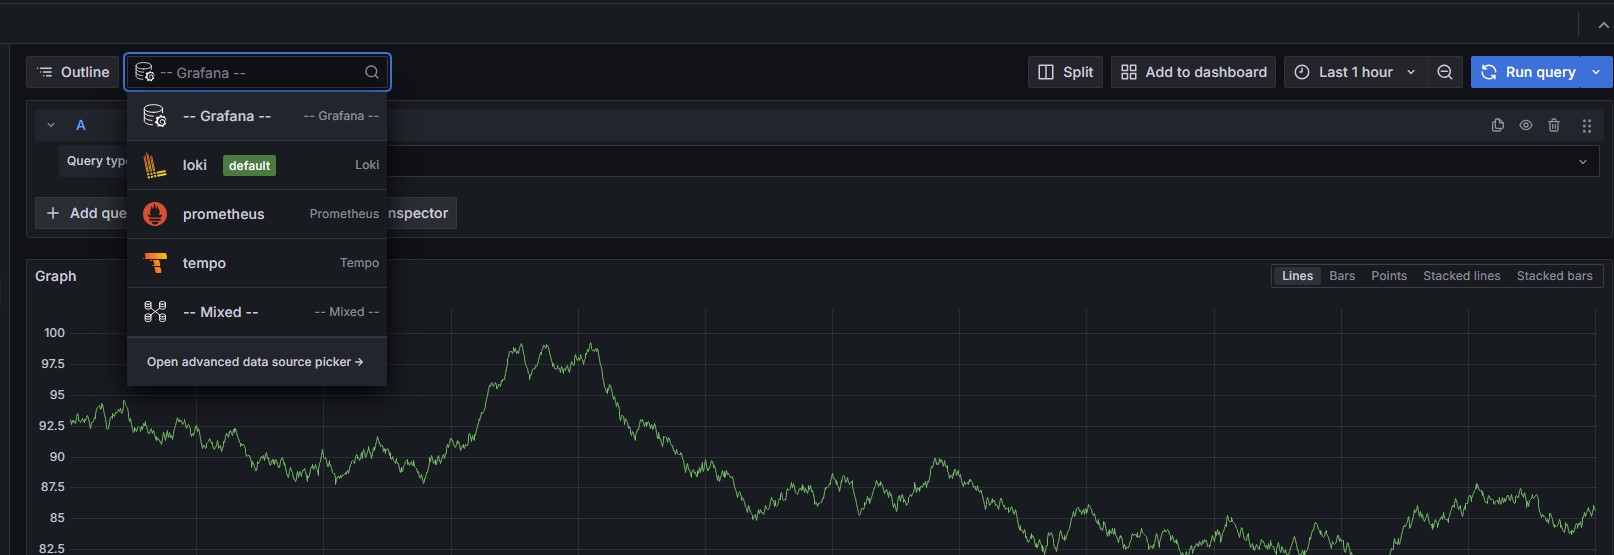 Outline
-- Grafana --
Split
Add to dashboard
Last 1 hour
Run query
-- Grafana -- -- Grafana --
A
loki default Loki
Query typ
prometheus Prometheus
Add que
nspector
tempo Tempo
-- Mixed -- -- Mixed --
Open advanced data source picker →
Graph
Lines Bars Points Stacked lines Stacked bars
100
97.5
95
92.5
90
87.5
85
82.5